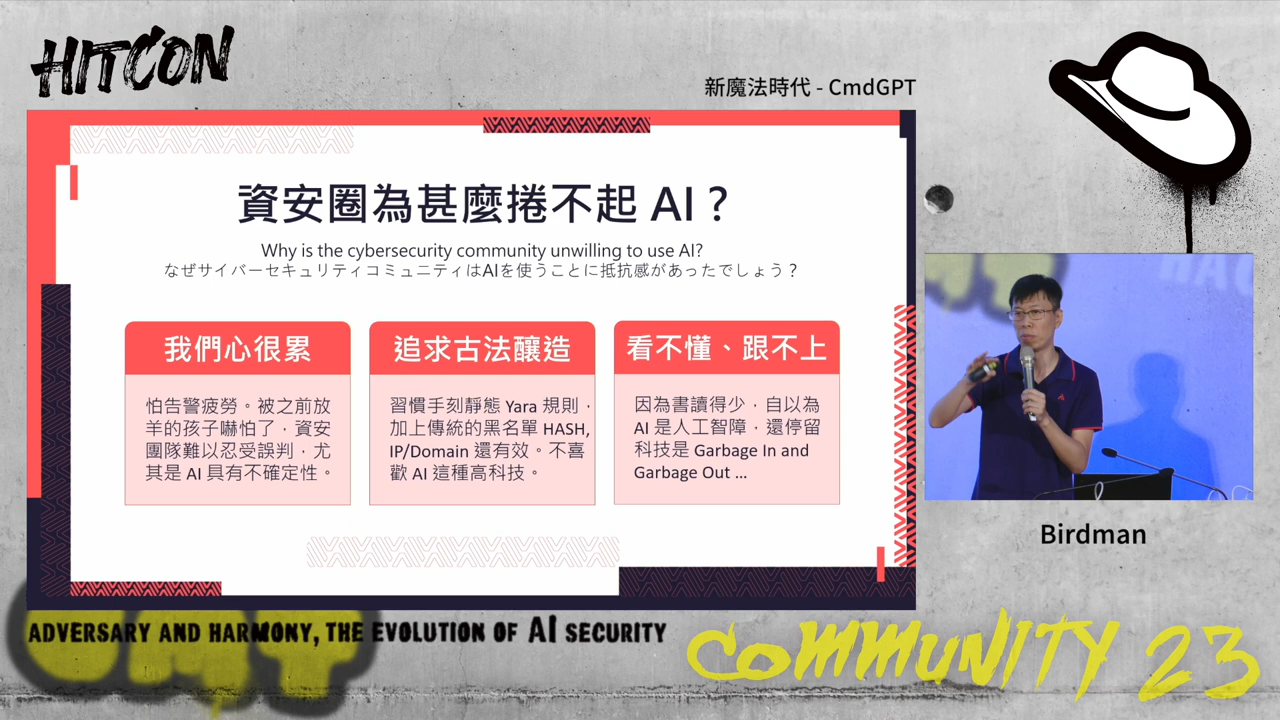 HITCON
新魔法時代 - CmdGPT
資安圈為甚麼捲不起 AI？
Why is the cybersecurity community unwilling to use AI?
なぜサイバーセキュリティコミュニティはAIを使うことに抵抗感があったでしょう？
我們心很累
怕告警疲勞。被之前放
羊的孩子嚇怕了，資安
團隊難以忍受誤判，尤
其是 AI 具有不確定性。
追求古法釀造
習慣手刻靜態 Yara 規則，
加上傳統的黑名單 HASH,
IP/Domain 還有效。不喜
歡 AI 這種高科技。
看不懂、跟不上
因為書讀得少，自以為
AI 是人工智障，還停留
科技是 Garbage In and
Garbage Out ...
Birdman
ADVERSARY AND HARMONY, THE EVOLUTION OF AI SECURITY
COMMUNITY 23